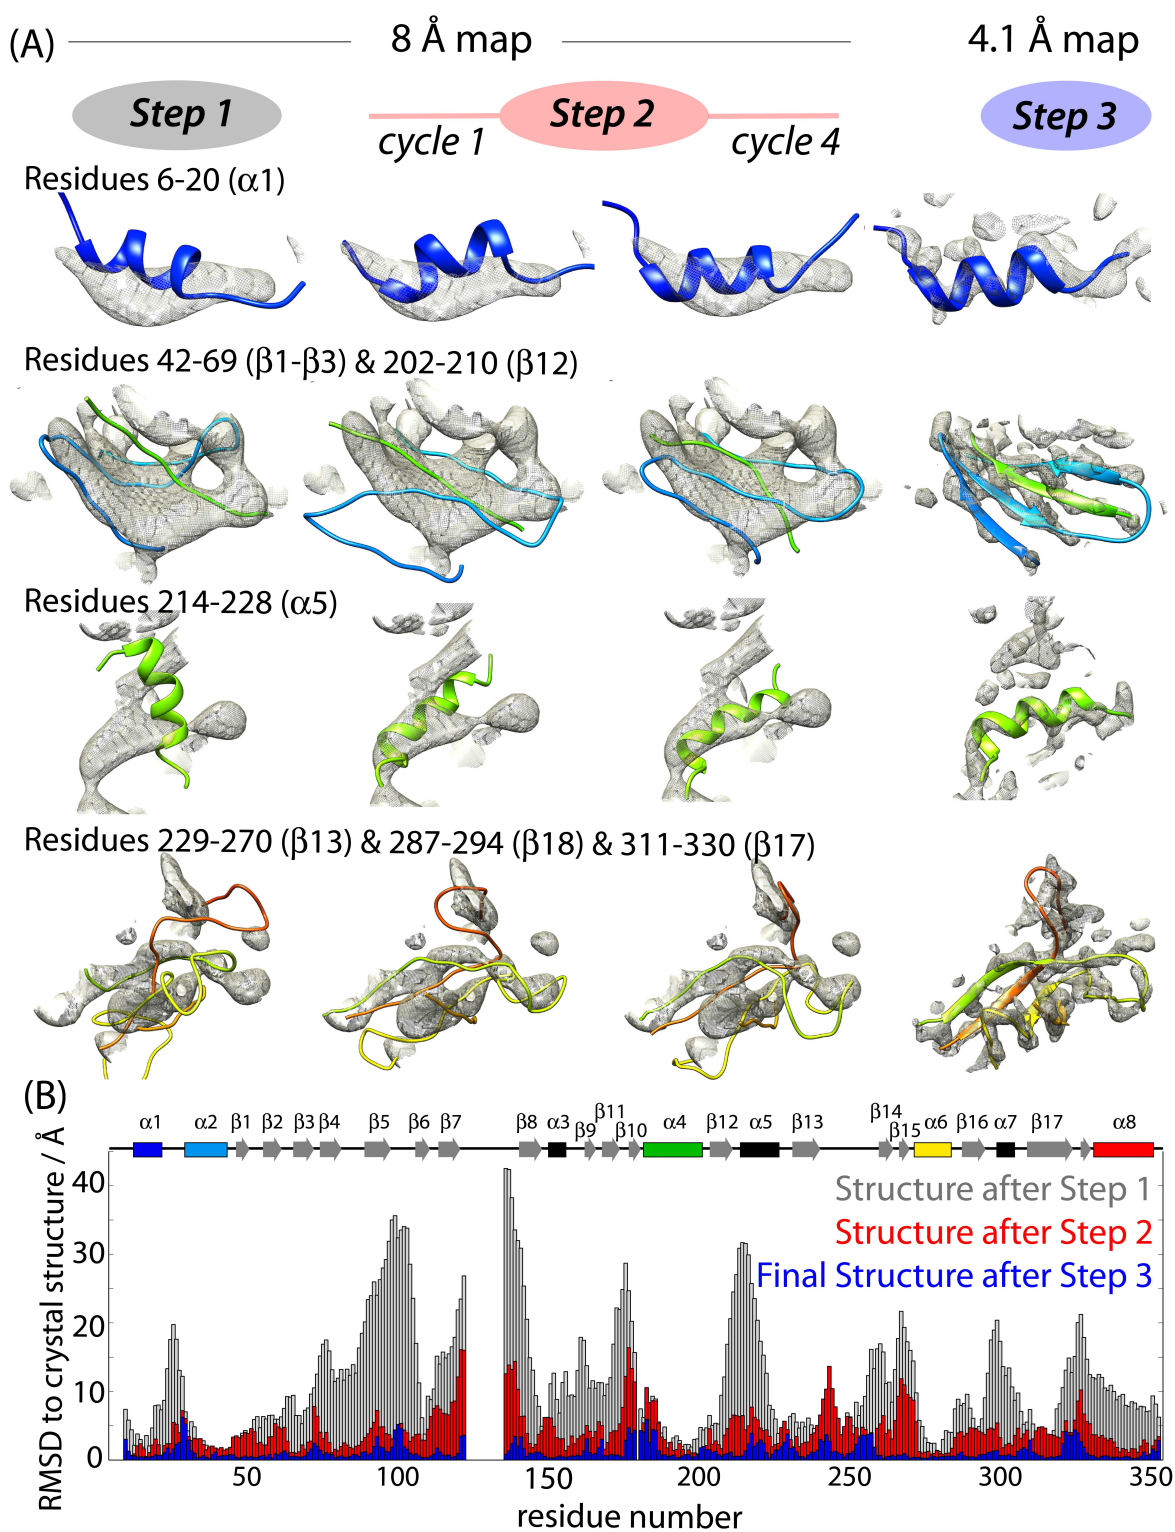 (A) 8 Å map 4.1 Å map
Step 1 Step 2 Step 3
cycle 1 cycle 4
Residues 6-20 (α1)
Residues 42-69 (β1-β3) & 202-210 (β12)
Residues 214-228 (α5)
Residues 229-270 (β13) & 287-294 (β18) & 311-330 (β17)
(B)
α1 α2 β1 β2 β3 β4 β5 β6 β7 β8 α3 β9 β11 β10 α4 β12 α5 β13 β14 β15 α6 β16 α7 β17 α8
RMSD to crystal structure / Å
40
30
20
10
0
Structure after Step 1
Structure after Step 2
Final Structure after Step 3
50 100 150 200 250 300 350
residue number